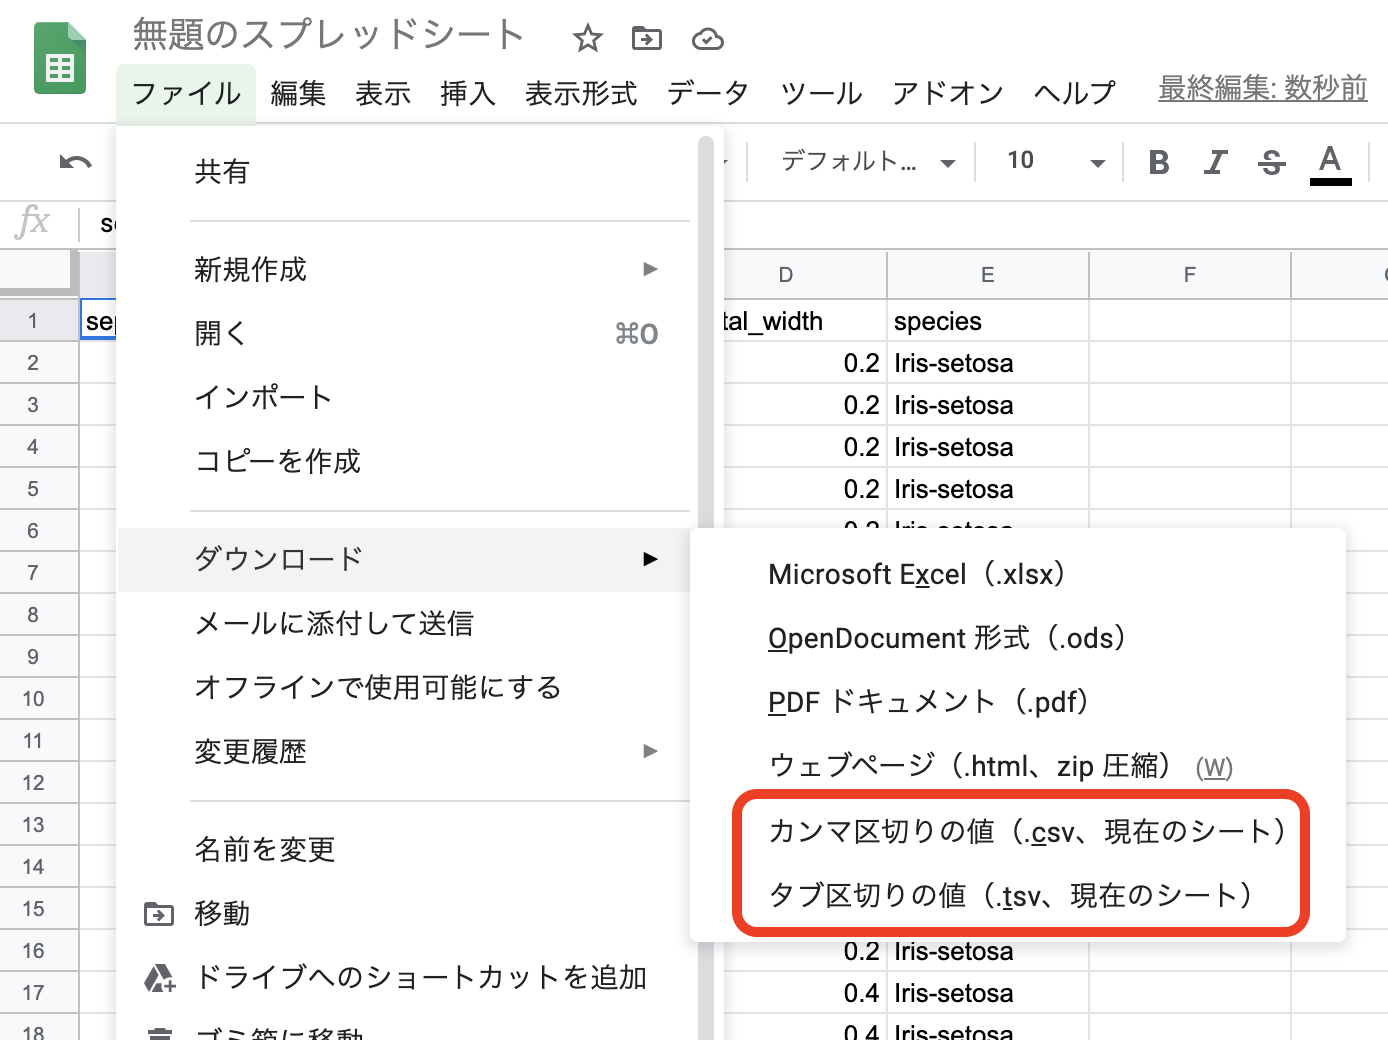 無題のスプレッドシート
ファイル 編集 表示 挿入 表示形式 データ ツール アドオン ヘルプ 最終編集: 数秒前
デフォルト... 10 B I S A
fx
D E F
1 tal_width species
2 0.2 Iris-setosa
3 0.2 Iris-setosa
4 0.2 Iris-setosa
5 0.2 Iris-setosa
6
7
8
9
10
11
12
13
14
15
16 0.2 Iris-setosa
17 0.4 Iris-setosa
18 0.4 Iris-setosa
共有
新規作成
開く ⌘O
インポート
コピーを作成
ダウンロード
メールに添付して送信
オフラインで使用可能にする
変更履歴
名前を変更
移動
ドライブへのショートカットを追加
ゴミ箱に移動
Microsoft Excel（.xlsx）
OpenDocument 形式（.ods）
PDF ドキュメント（.pdf）
ウェブページ（.html、zip 圧縮） (W)
カンマ区切りの値（.csv、現在のシート）
タブ区切りの値（.tsv、現在のシート）